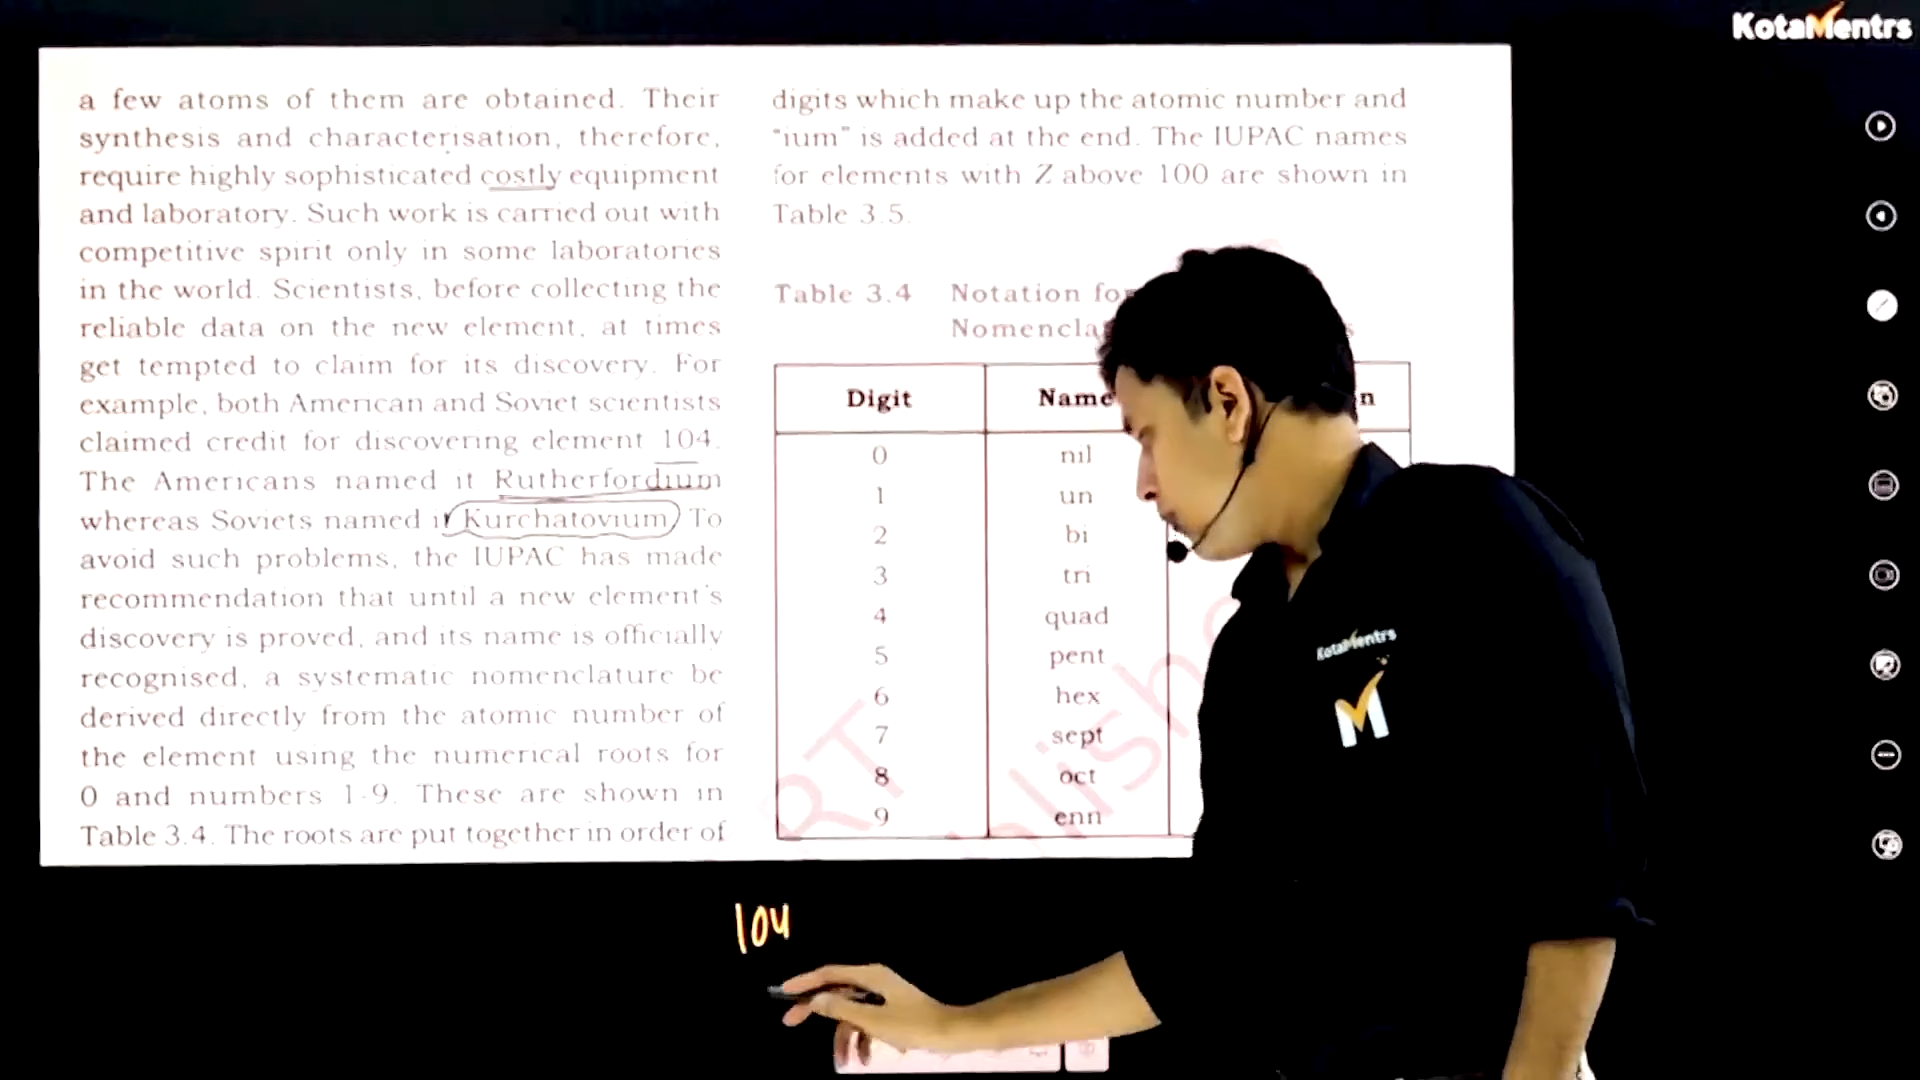 KotaMentrs
a few atoms of them are obtained. Their
synthesis and characterisation, therefore,
require highly sophisticated costly equipment
and laboratory. Such work is carried out with
competitive spirit only in some laboratories
in the world. Scientists, before collecting the
reliable data on the new element, at times
get tempted to claim for its discovery. For
example, both American and Soviet scientists
claimed credit for discovering element 104.
The Americans named it Rutherfordium
whereas Soviets named it Kurchatovium. To
avoid such problems, the IUPAC has made
recommendation that until a new element's
discovery is proved, and its name is officially
recognised, a systematic nomenclature be
derived directly from the atomic number of
the element using the numerical roots for
0 and numbers 1-9. These are shown in
Table 3.4. The roots are put together in order of
digits which make up the atomic number and
"ium" is added at the end. The IUPAC names
for elements with Z above 100 are shown in
Table 3.5.
Table 3.4 Notation for
Digit Name
0 nil
1 un
2 bi
3 tri
4 quad
5 pent
6 hex
7 sept
8 oct
9 enn
104
KotaMentrs
M